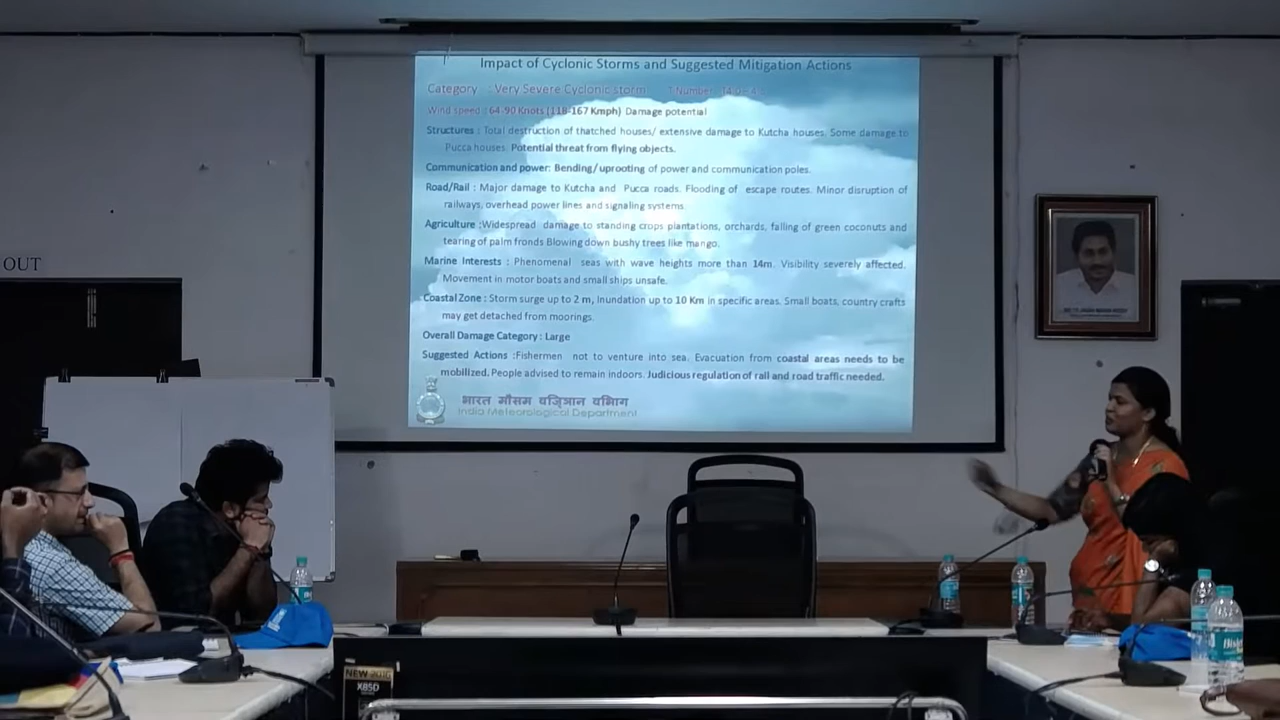 Impact of Cyclonic Storms and Suggested Mitigation Actions
Category : Very Severe Cyclonic storm T Number
Wind speed : 64-90 Knots (118-167 Kmph) Damage potential
Structures : Total destruction of thatched houses/ extensive damage to Kutcha houses. Some damage to
Pucca houses. Potential threat from flying objects.
Communication and power: Bending/ uprooting of power and communication poles.
Road/Rail : Major damage to Kutcha and Pucca roads. Flooding of escape routes. Minor disruption of
railways, overhead power lines and signaling systems.
Agriculture :Widespread damage to standing crops plantations, orchards, falling of green coconuts and
tearing of palm fronds Blowing down bushy trees like mango.
Marine Interests : Phenomenal seas with wave heights more than 14m. Visibility severely affected.
Movement in motor boats and small ships unsafe.
Coastal Zone : Storm surge up to 2 m, Inundation up to 10 Km in specific areas. Small boats, country crafts
may get detached from moorings.
Overall Damage Category : Large
Suggested Actions :Fishermen not to venture into sea. Evacuation from coastal areas needs to be
mobilized. People advised to remain indoors. Judicious regulation of rail and road traffic needed.
भारत मौसम
India Meteorological Department
OUT
NEW
X85D